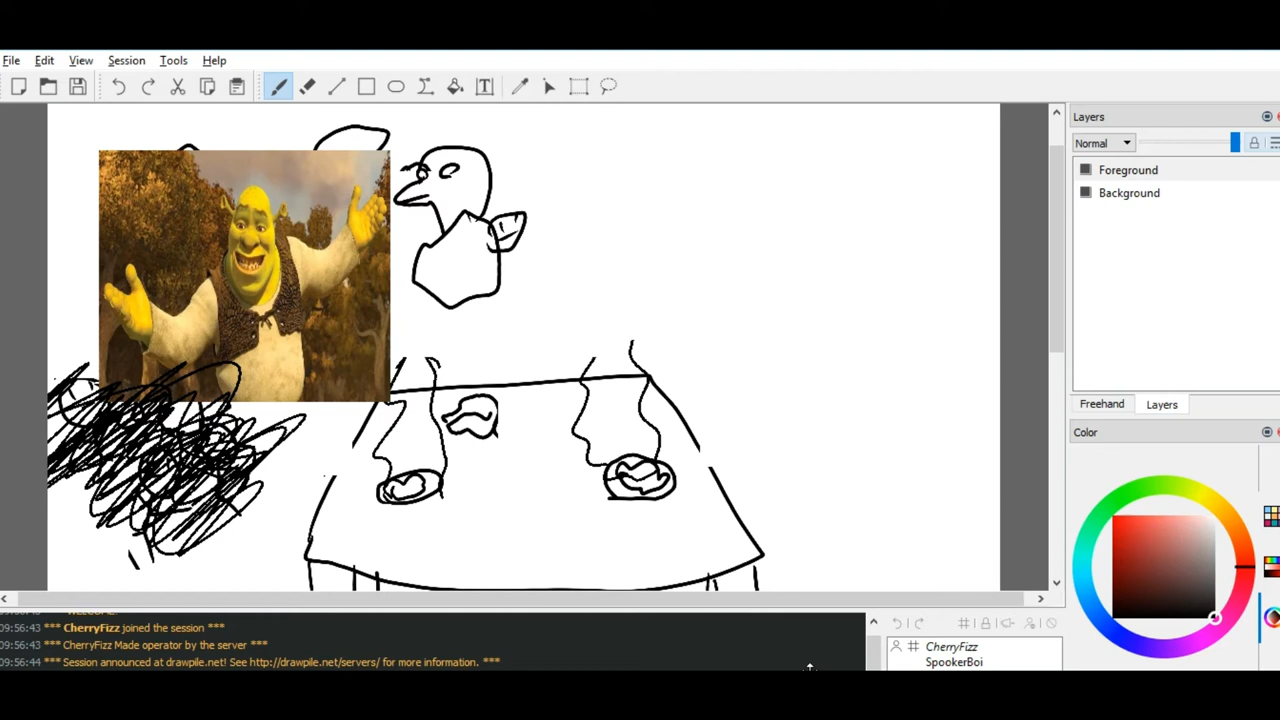 File Edit View Session Tools Help
Layers
Normal
Foreground
Background
Freehand Layers
Color
09:56:43 *** CherryFizz joined the session ***
09:56:43 *** CherryFizz Made operator by the server ***
09:56:44 *** Session announced at drawpile.net! See http://drawpile.net/servers/ for more information. ***
CherryFizz
SpookerBoi